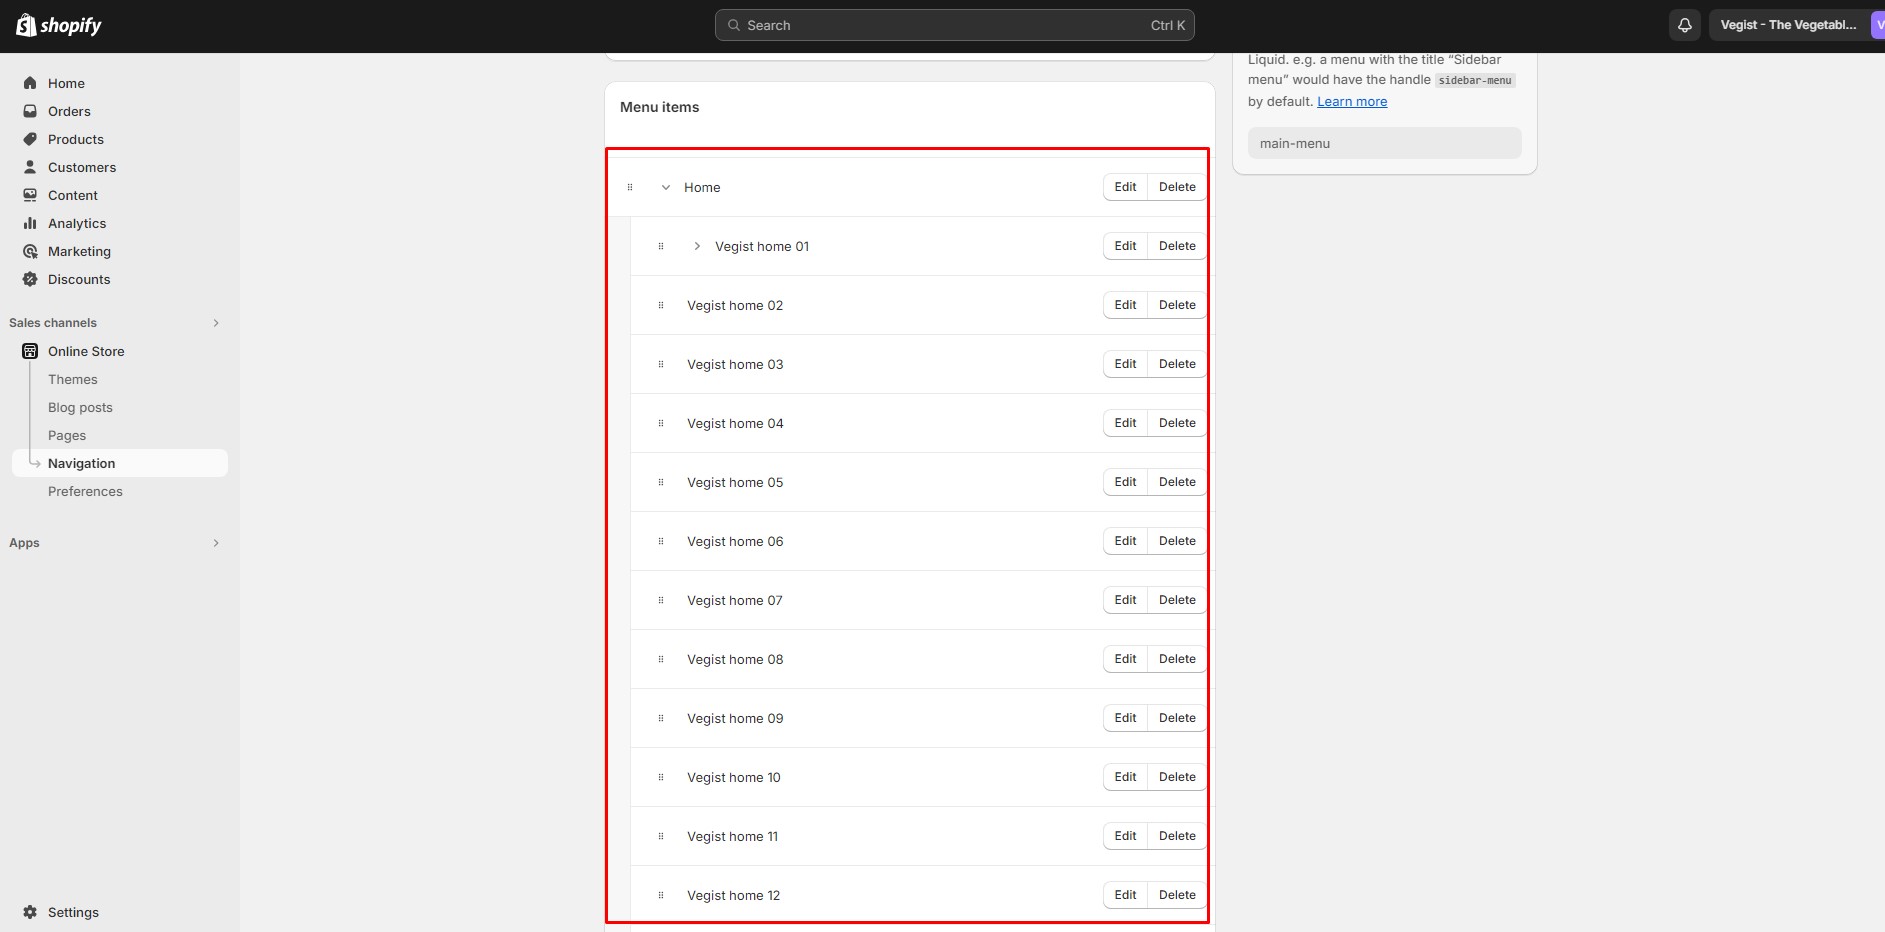 shopify
Search
Ctrl K
Vegist - The Vegetabl...
V
Home
Orders
Products
Customers
Content
Analytics
Marketing
Discounts
Sales channels
Online Store
Themes
Blog posts
Pages
Navigation
Preferences
Apps
Settings
Menu items
Home
Edit
Delete
Vegist home 01
Edit
Delete
Vegist home 02
Edit
Delete
Vegist home 03
Edit
Delete
Vegist home 04
Edit
Delete
Vegist home 05
Edit
Delete
Vegist home 06
Edit
Delete
Vegist home 07
Edit
Delete
Vegist home 08
Edit
Delete
Vegist home 09
Edit
Delete
Vegist home 10
Edit
Delete
Vegist home 11
Edit
Delete
Vegist home 12
Edit
Delete
Liquid. e.g. a menu with the title “Sidebar
menu” would have the handle sidebar-menu
by default. Learn more
main-menu